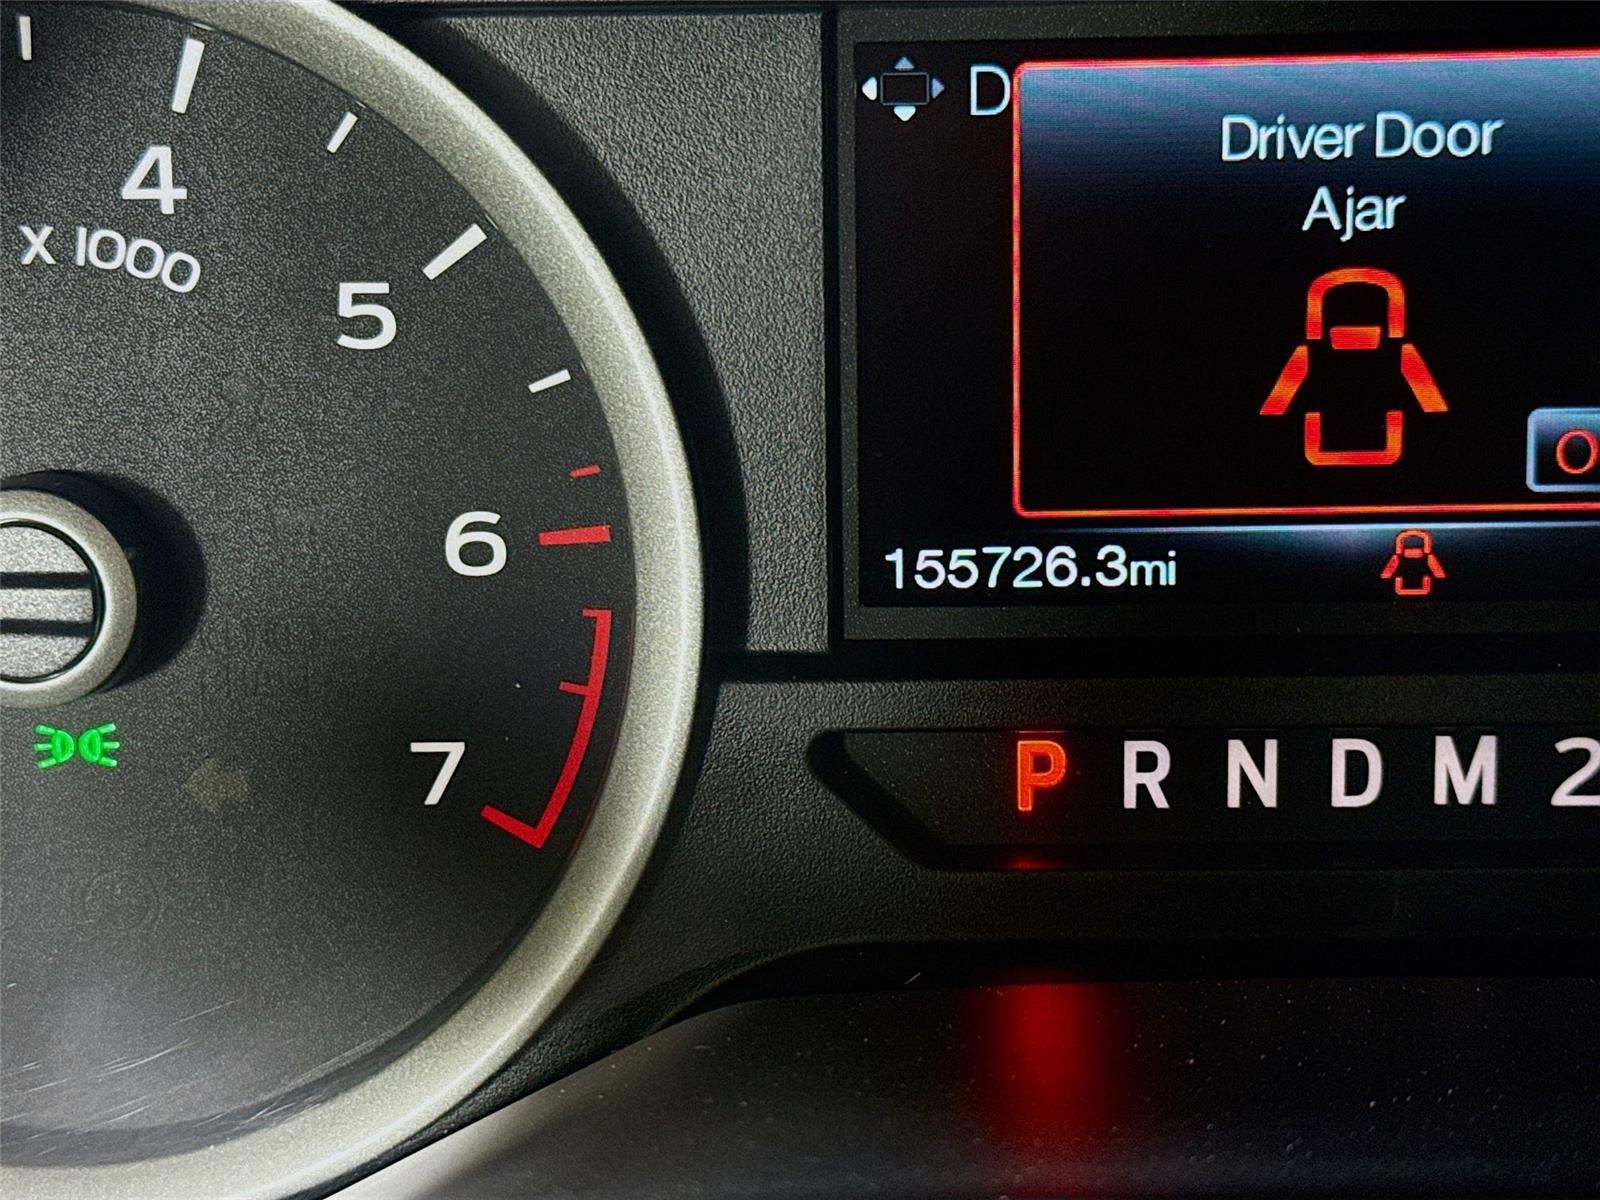 4
X 1000
5
6
7
D
Driver Door
Ajar
O
155726.3mi
P R N D M 2